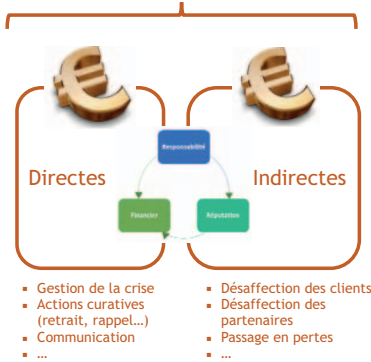 Responsabilité
Directes
Indirectes
Financier
Réputation
▪ Gestion de la crise
▪ Actions curatives
(retrait, rappel…)
▪ Communication
▪ …
▪ Désaffection des clients
▪ Désaffection des
partenaires
▪ Passage en pertes
▪ …